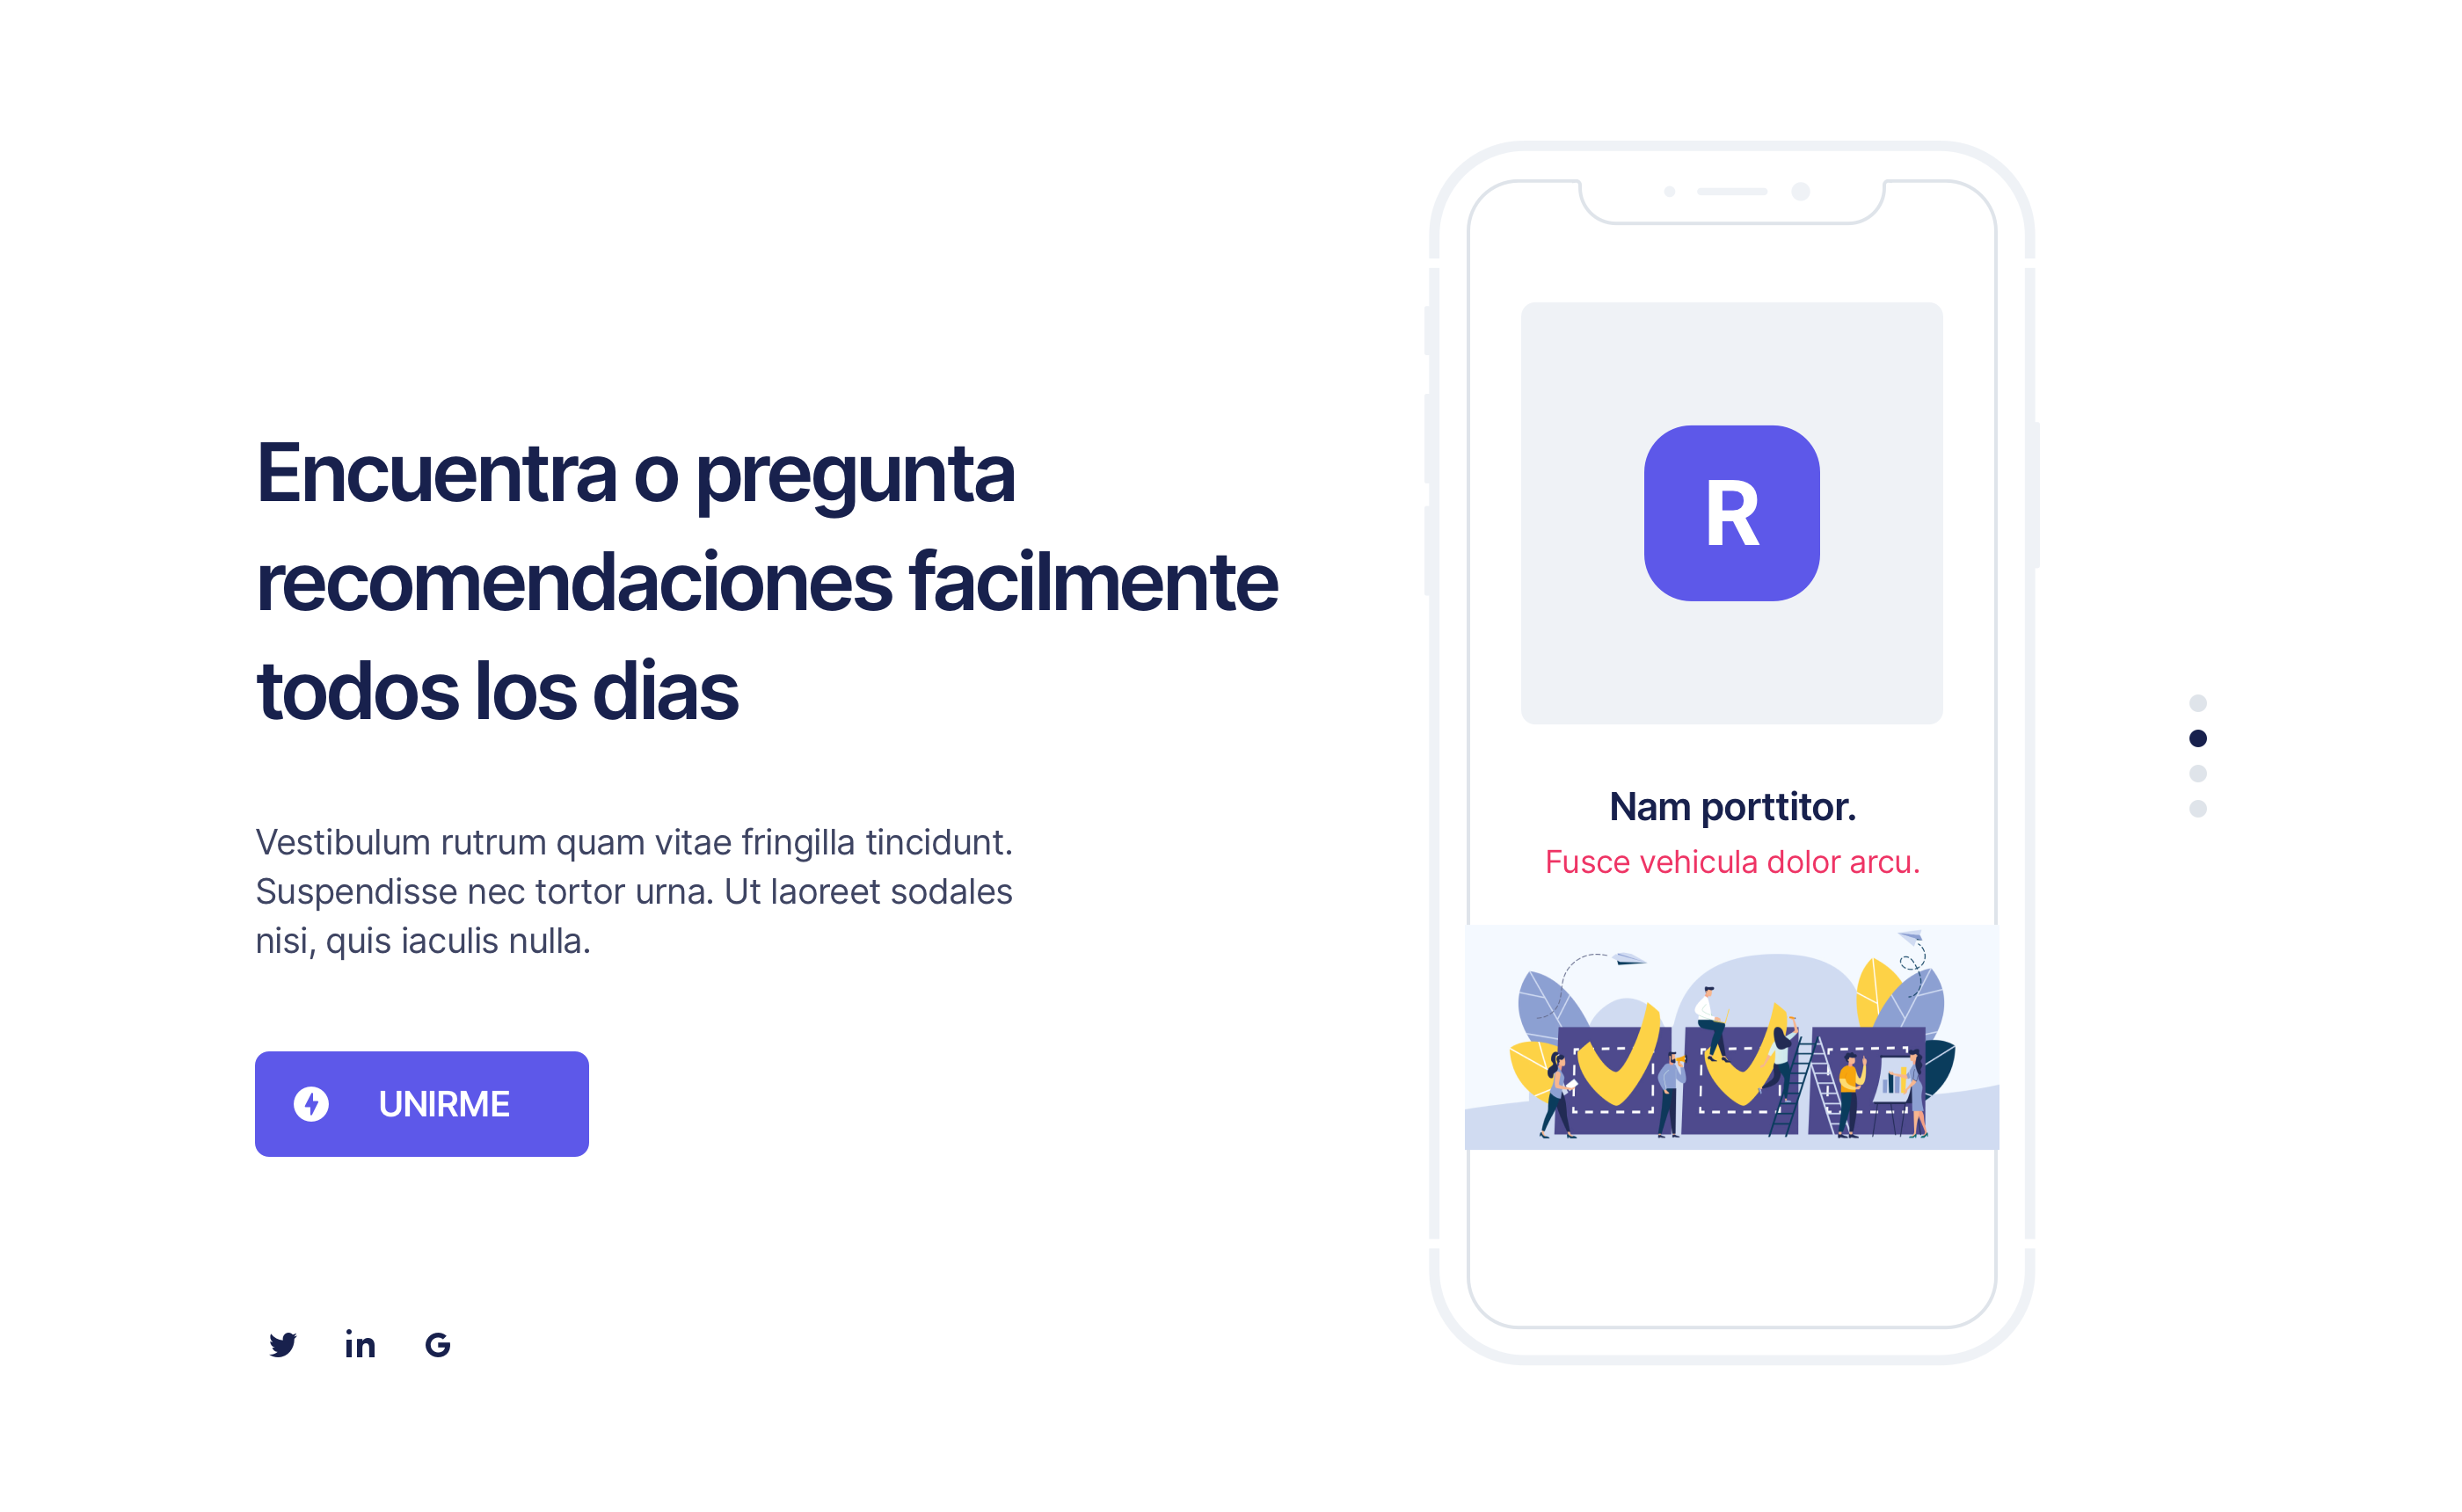 Encuentra o pregunta
recomendaciones facilmente
todos los dias
Vestibulum rutrum quam vitae fringilla tincidunt.
Suspendisse nec tortor urna. Ut laoreet sodales
nisi, quis iaculis nulla.
UNIRME
in
G
R
Nam porttitor.
Fusce vehicula dolor arcu.